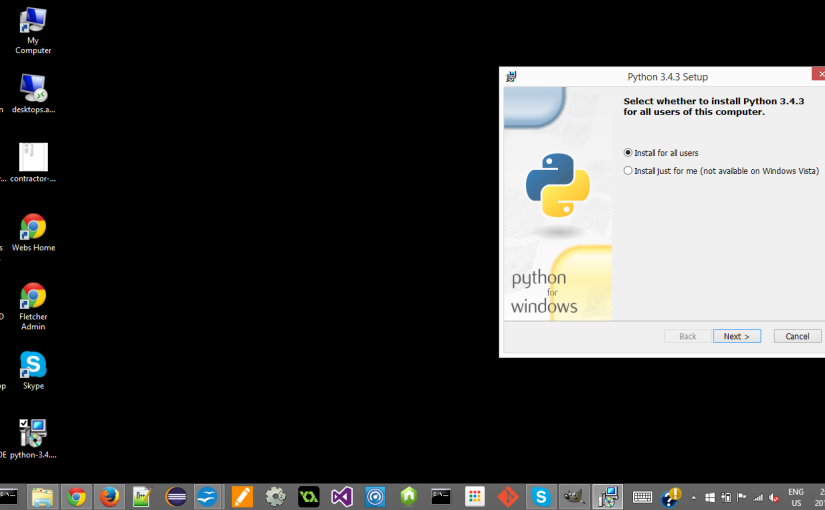 My
Computer
n
desktops.a...
... contractor-...
s
Webs Home
D
Fletcher
Admin
op
Skype
DE
python-3.4....
Python 3.4.3 Setup
Select whether to install Python 3.4.3
for all users of this computer.
Install for all users
Install just for me (not available on Windows Vista)
python
for
windows
Back
Next >
Cancel
ENG
US
2
201